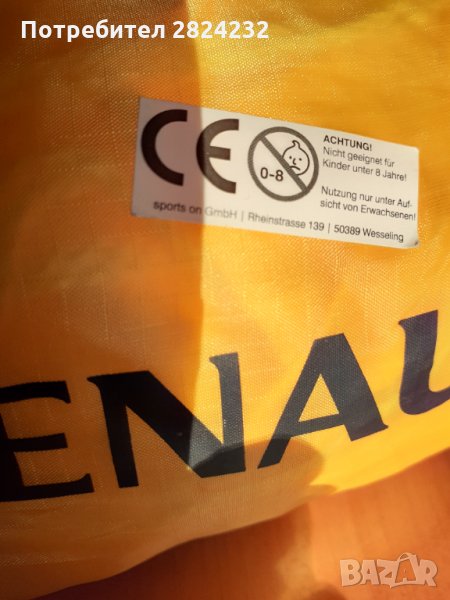 Потребител 2824232
CE
0-8
ACHTUNG!
Nicht geeignet für
Kinder unter 8 Jahre!
Nutzung nur unter Auf-
sicht von Erwachsenen!
sports on GmbH | Rheinstrasse 139 | 50389 Wesseling
ENAU
BAZAR